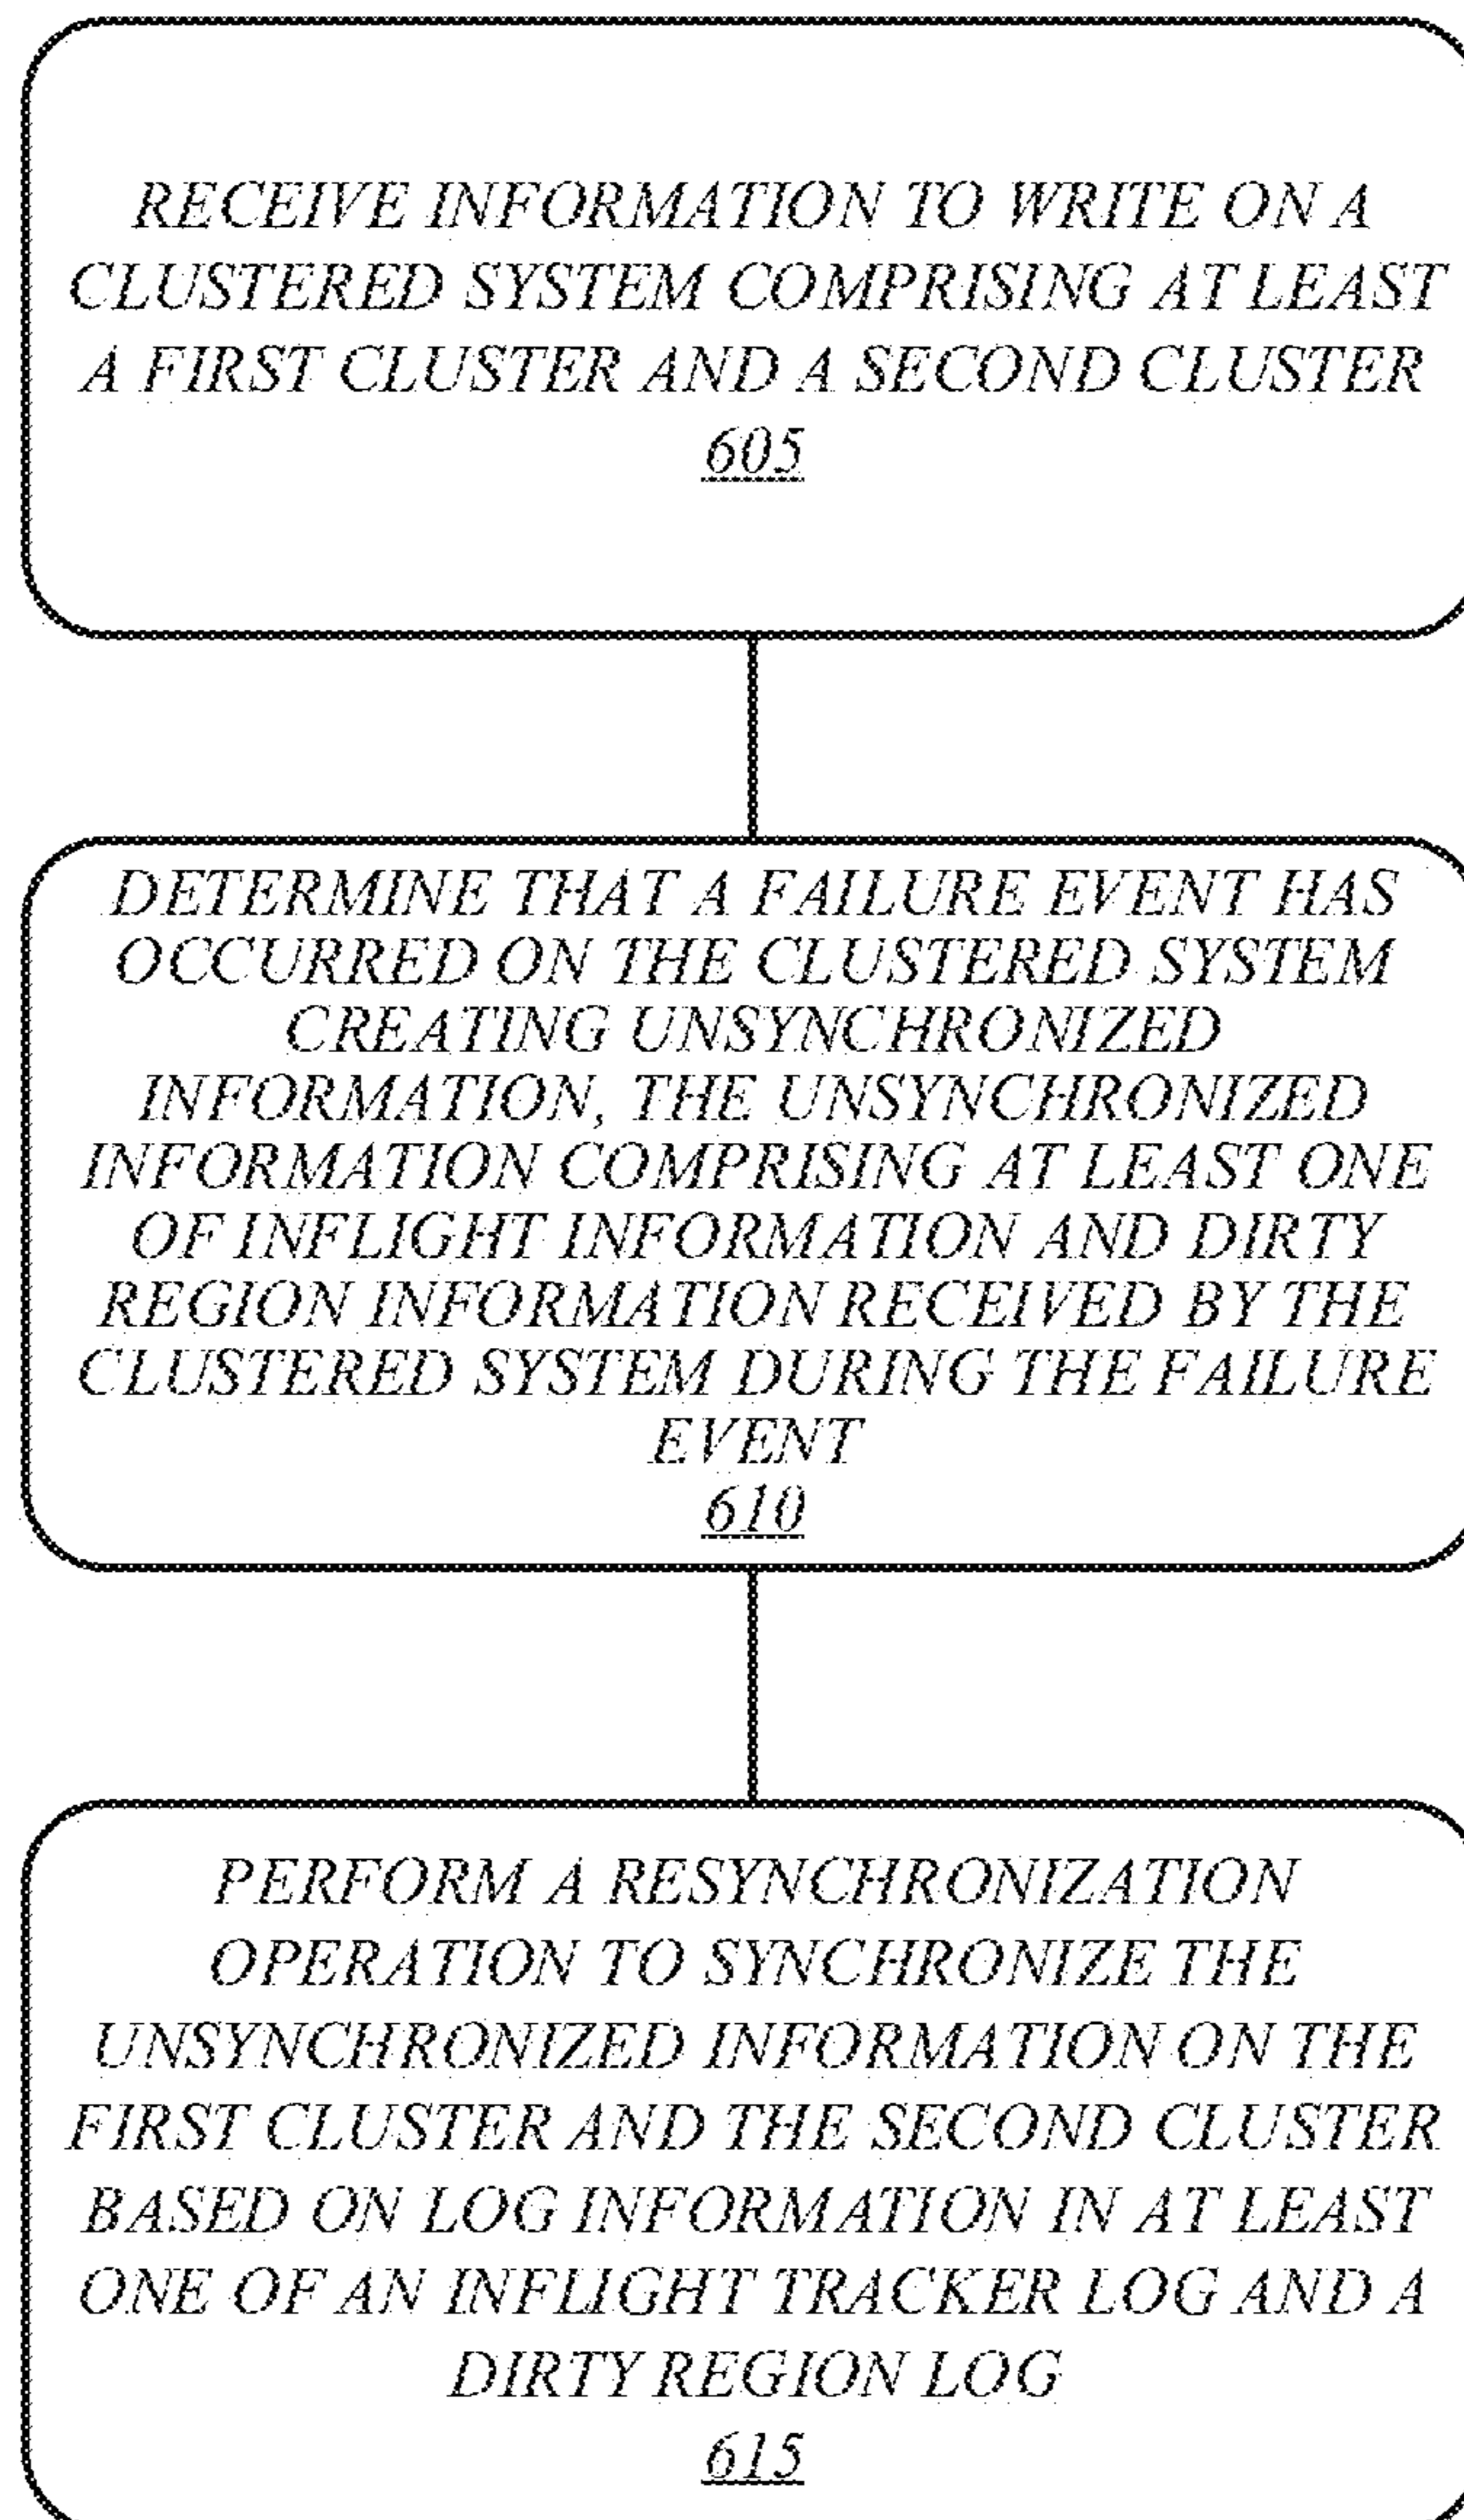 RECEIVE INFORMATION TO WRITE ON A
CLUSTERED SYSTEM COMPRISING AT LEAST
A FIRST CLUSTER AND A SECOND CLUSTER
605
DETERMINE THAT A FAILURE EVENT HAS
OCCURRED ON THE CLUSTERED SYSTEM
CREATING UNSYNCHRONIZED
INFORMATION, THE UNSYNCHRONIZED
INFORMATION COMPRISING AT LEAST ONE
OF INFLIGHT INFORMATION AND DIRTY
REGION INFORMATION RECEIVED BY THE
CLUSTERED SYSTEM DURING THE FAILURE
EVENT
610
PERFORM A RESYNCHRONIZATION
OPERATION TO SYNCHRONIZE THE
UNSYNCHRONIZED INFORMATION ON THE
FIRST CLUSTER AND THE SECOND CLUSTER
BASED ON LOG INFORMATION IN AT LEAST
ONE OF AN INFLIGHT TRACKER LOG AND A
DIRTY REGION LOG
615